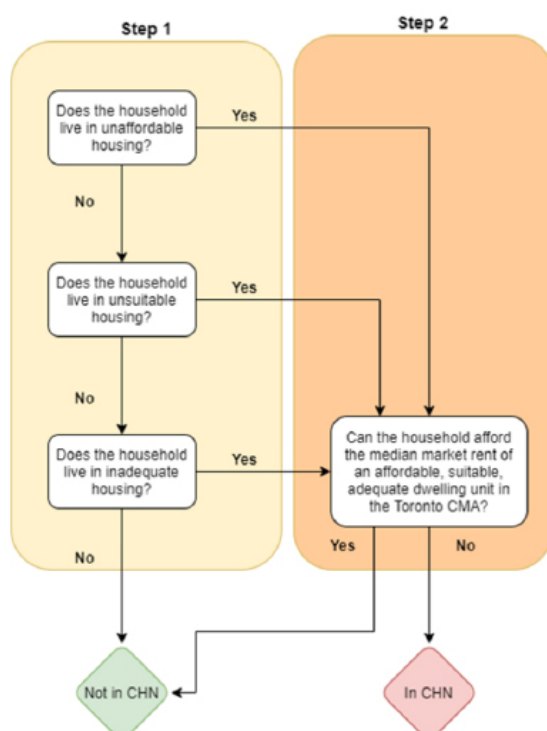 Step 1
Step 2
Does the household
live in unaffordable
housing?
Yes
No
Does the household
live in unsuitable
housing?
Yes
No
Does the household
live in inadequate
housing?
Yes
Can the household afford
the median market rent of
an affordable, suitable,
adequate dwelling unit in
the Toronto CMA?
No
Yes
No
Not in CHN
In CHN